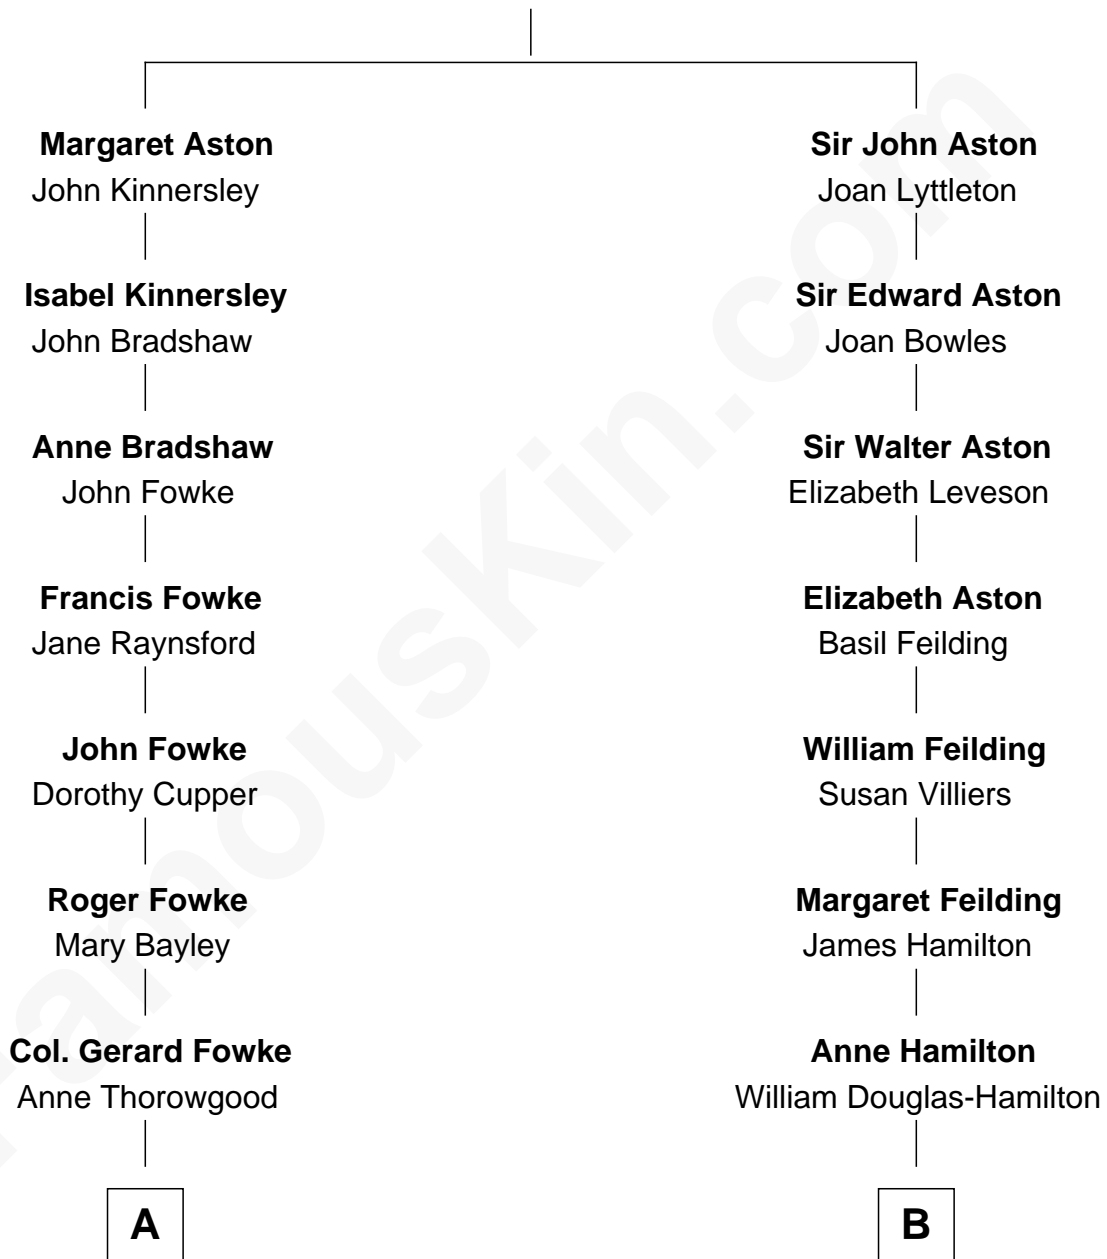 Margaret Aston
John Kinnersley
Isabel Kinnersley
John Bradshaw
Anne Bradshaw
John Fowke
Francis Fowke
Jane Raynsford
John Fowke
Dorothy Cupper
Roger Fowke
Mary Bayley
Col. Gerard Fowke
Anne Thorowgood
A
Sir John Aston
Joan Lyttleton
Sir Edward Aston
Joan Bowles
Sir Walter Aston
Elizabeth Leveson
Elizabeth Aston
Basil Feilding
William Feilding
Susan Villiers
Margaret Feilding
James Hamilton
Anne Hamilton
William Douglas-Hamilton
B
FamousKin.com